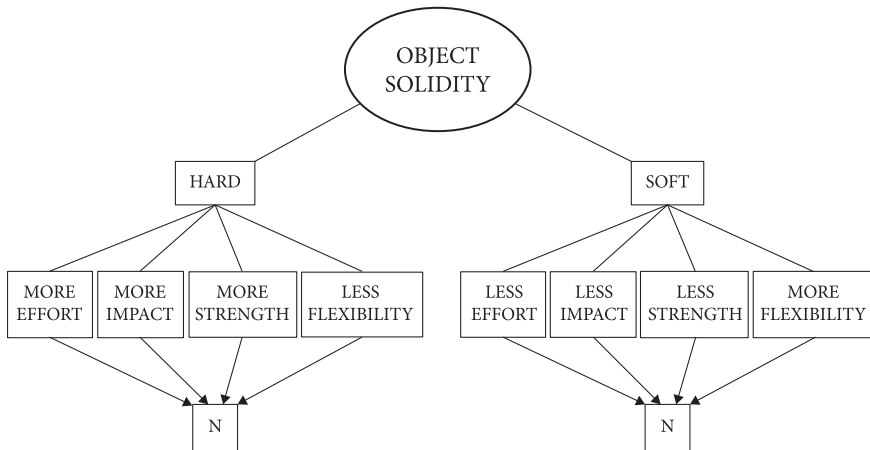 OBJECT
SOLIDITY
HARD
SOFT
MORE
EFFORT
MORE
IMPACT
MORE
STRENGTH
LESS
FLEXIBILITY
LESS
EFFORT
LESS
IMPACT
LESS
STRENGTH
MORE
FLEXIBILITY
N
N